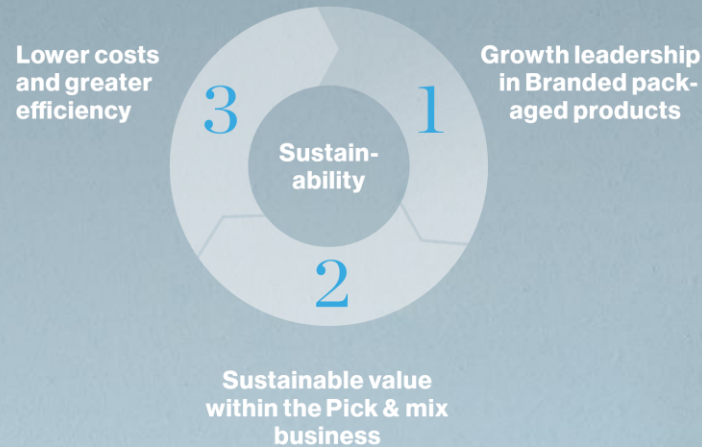 Lower costs
and greater
efficiency
3
Sustain-
ability
1
Growth leadership
in Branded pack-
aged products
2
Sustainable value
within the Pick & mix
business